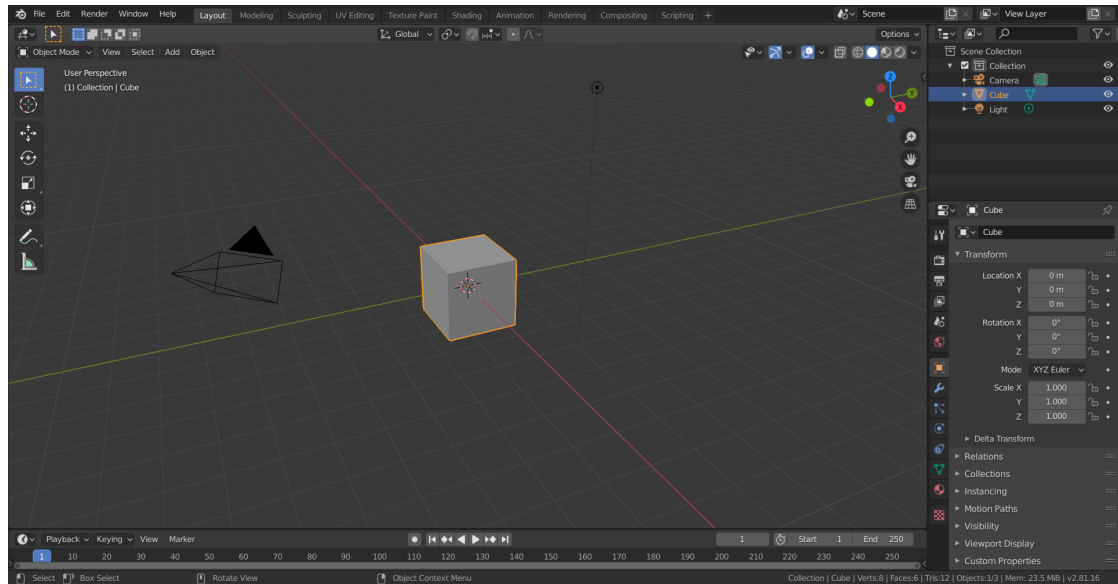 File Edit Render Window Help Layout Modeling Sculpting UV Editing Texture Paint Shading Animation Rendering Compositing Scripting + Scene View Layer
Global Options
Object Mode View Select Add Object
User Perspective
(1) Collection | Cube
Z
Y
X
Scene Collection
Collection
Camera
Cube
Light
Cube
Cube
Transform
Location X 0 m
Y 0 m
Z 0 m
Rotation X 0°
Y 0°
Z 0°
Mode XYZ Euler
Scale X 1.000
Y 1.000
Z 1.000
Delta Transform
Relations
Collections
Instancing
Motion Paths
Visibility
Viewport Display
Custom Properties
Playback Keying View Marker 1 Start 1 End 250
1 10 20 30 40 50 60 70 80 90 100 110 120 130 140 150 160 170 180 190 200 210 220 230 240 250
Select Box Select Rotate View Object Context Menu Collection | Cube | Verts:8 | Faces:6 | Tris:12 | Objects:1/3 | Mem: 23.5 MiB | v2.81.16